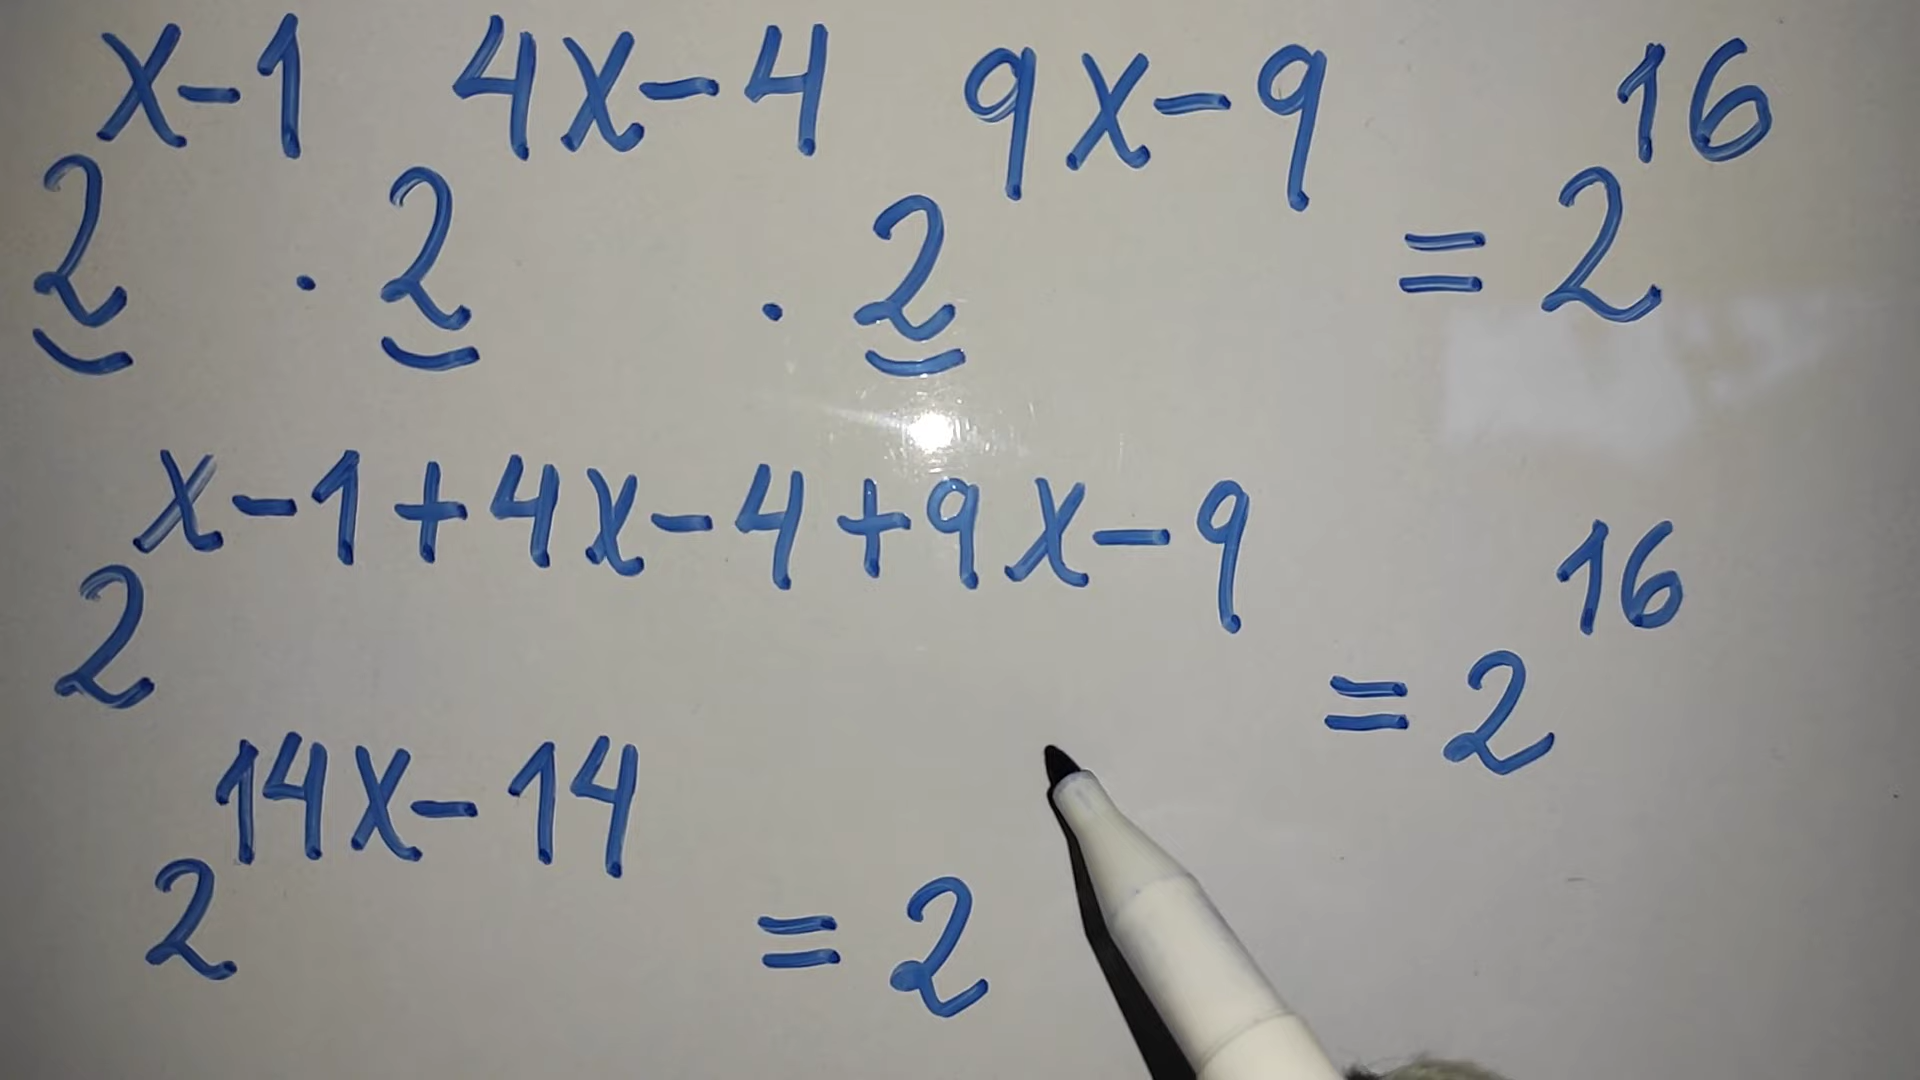 2^{x-1} · 2^{4x-4} · 2^{9x-9} = 2^{16}
2^{x-1+4x-4+9x-9} = 2^{16}
2^{14x-14} = 2